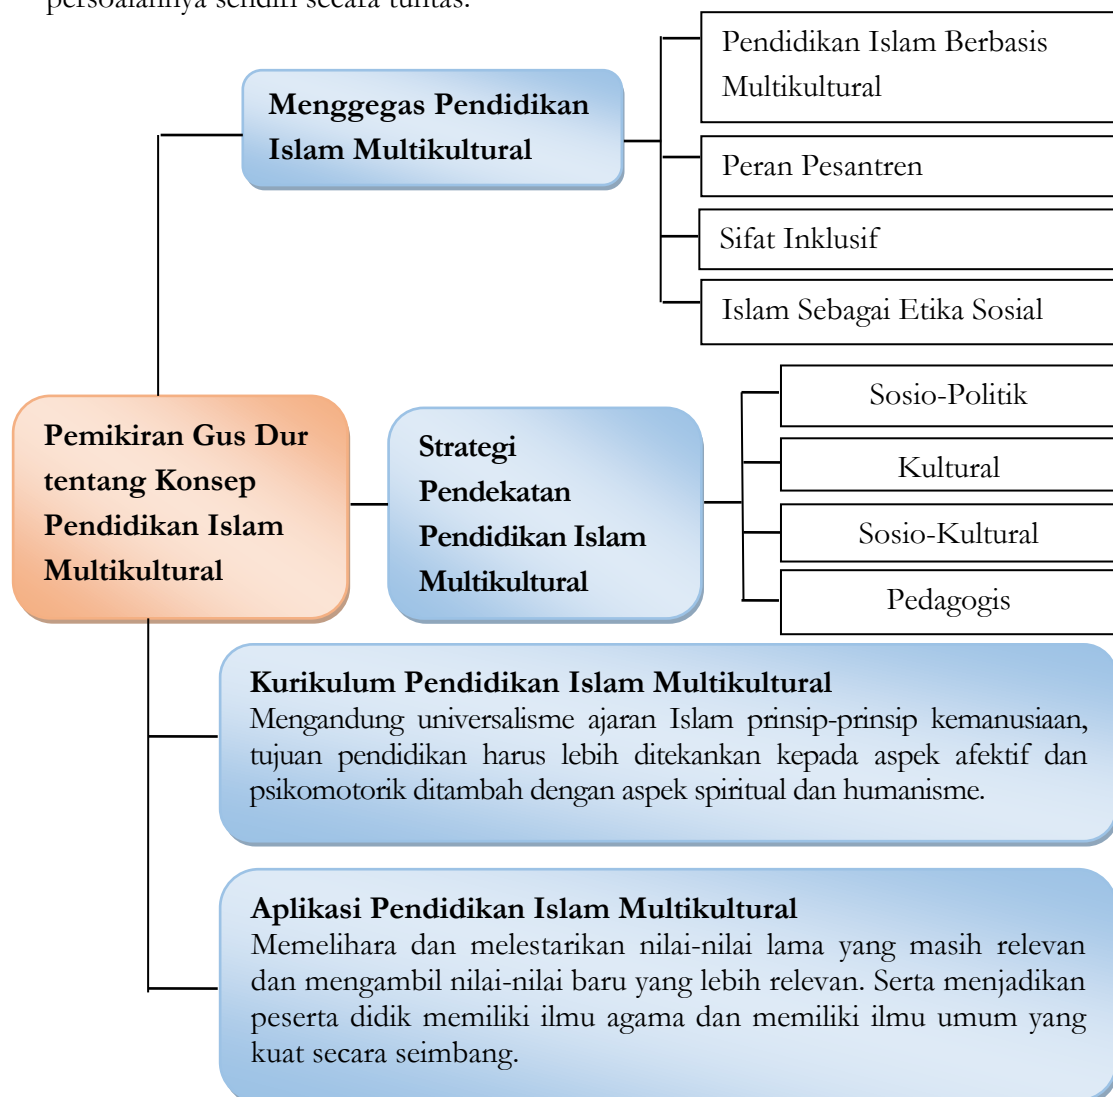 persoalannya sendiri secara tuntas.
Pendidikan Islam Berbasis
Multikultural
Menggegas Pendidikan
Islam Multikultural
Peran Pesantren
Sifat Inklusif
Islam Sebagai Etika Sosial
Pemikiran Gus Dur
tentang Konsep
Pendidikan Islam
Multikultural
Strategi
Pendekatan
Pendidikan Islam
Multikultural
Sosio-Politik
Kultural
Sosio-Kultural
Pedagogis
Kurikulum Pendidikan Islam Multikultural
Mengandung universalisme ajaran Islam prinsip-prinsip kemanusiaan,
tujuan pendidikan harus lebih ditekankan kepada aspek afektif dan
psikomotorik ditambah dengan aspek spiritual dan humanisme.
Aplikasi Pendidikan Islam Multikultural
Memelihara dan melestarikan nilai-nilai lama yang masih relevan
dan mengambil nilai-nilai baru yang lebih relevan. Serta menjadikan
peserta didik memiliki ilmu agama dan memiliki ilmu umum yang
kuat secara seimbang.